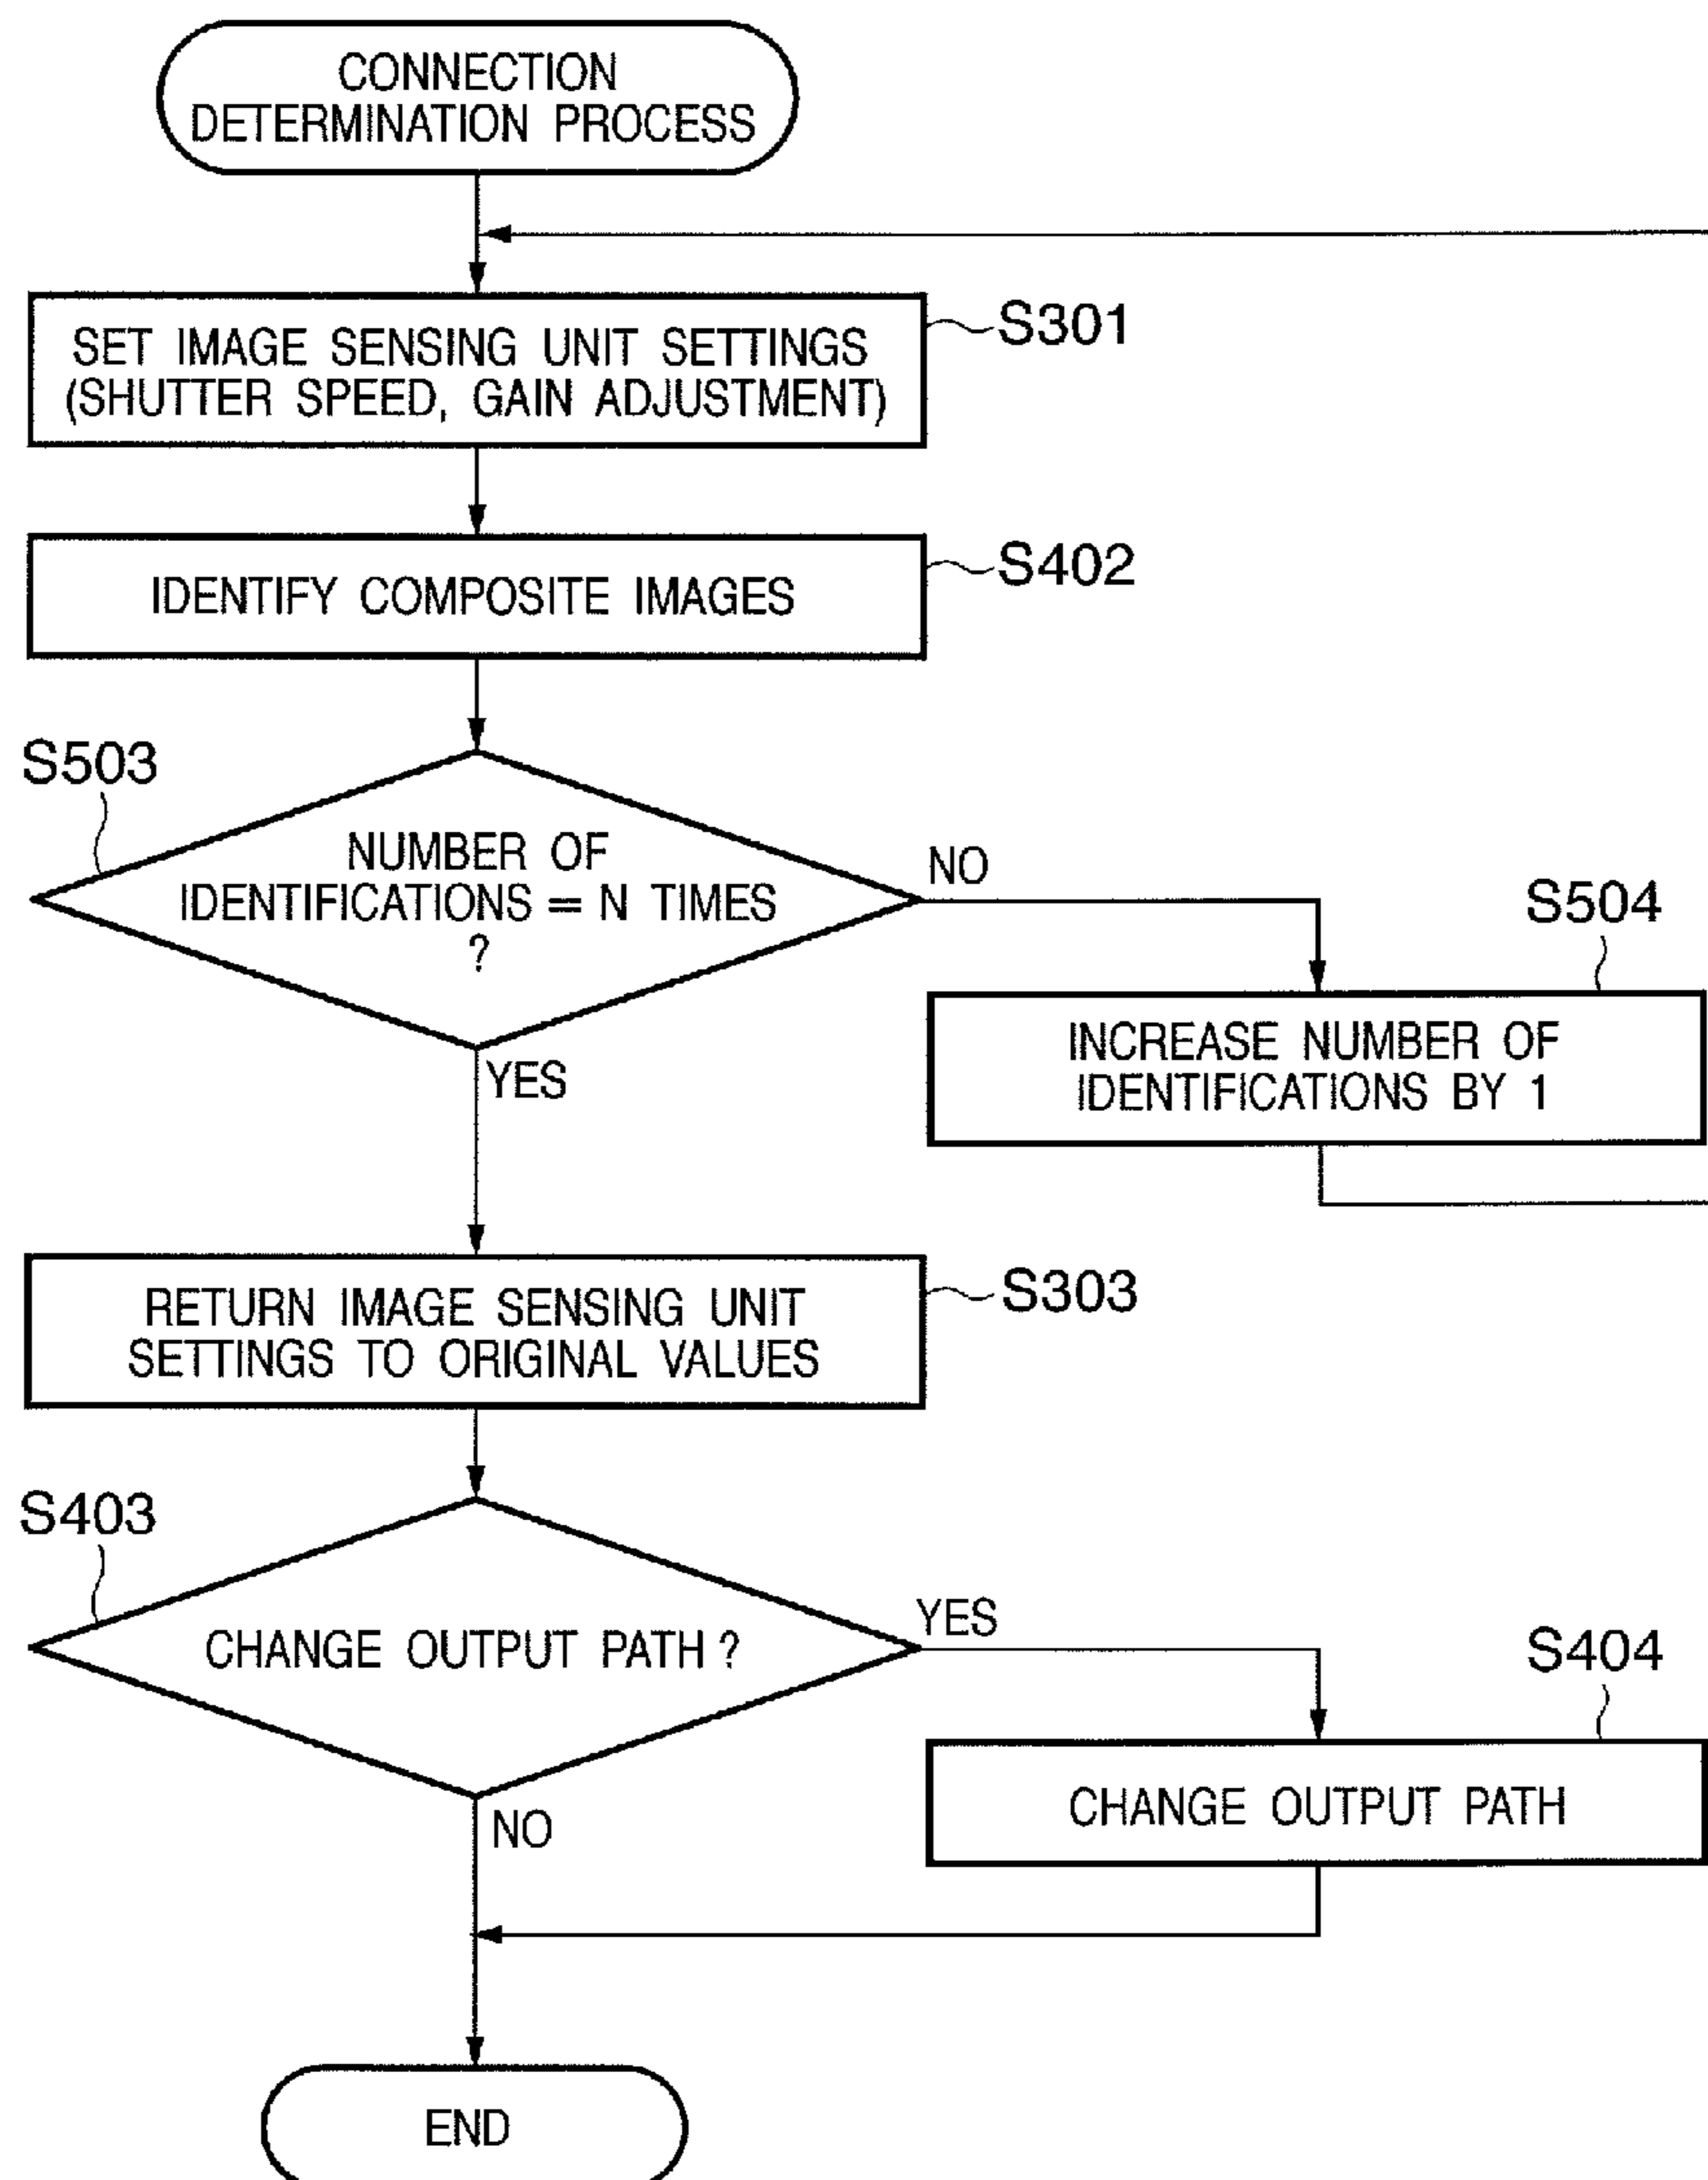 CONNECTION
DETERMINATION PROCESS
SET IMAGE SENSING UNIT SETTINGS
(SHUTTER SPEED, GAIN ADJUSTMENT)
S301
IDENTIFY COMPOSITE IMAGES
S402
S503
NUMBER OF
IDENTIFICATIONS = N TIMES
?
NO
YES
S504
INCREASE NUMBER OF
IDENTIFICATIONS BY 1
RETURN IMAGE SENSING UNIT
SETTINGS TO ORIGINAL VALUES
S303
S403
CHANGE OUTPUT PATH ?
YES
NO
S404
CHANGE OUTPUT PATH
END